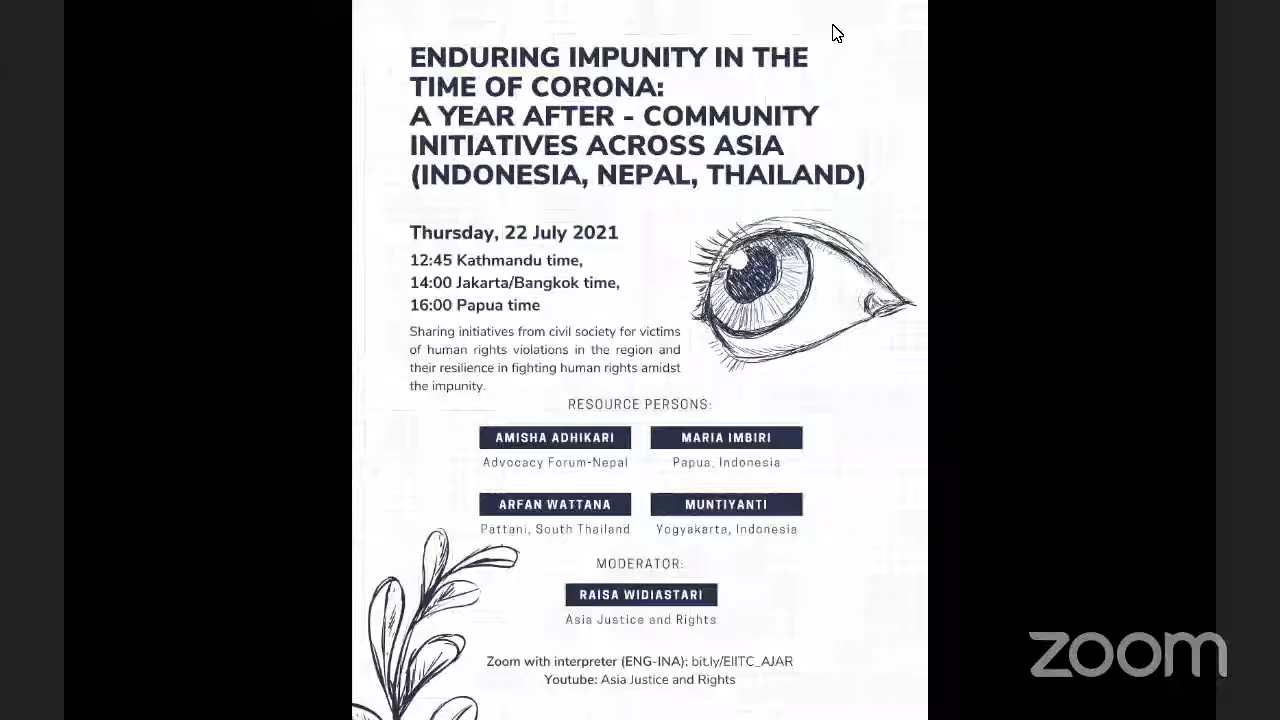 ENDURING IMPUNITY IN THE
TIME OF CORONA:
A YEAR AFTER - COMMUNITY
INITIATIVES ACROSS ASIA
(INDONESIA, NEPAL, THAILAND)
Thursday, 22 July 2021
12:45 Kathmandu time,
14:00 Jakarta/Bangkok time,
16:00 Papua time
Sharing initiatives from civil society for victims
of human rights violations in the region and
their resilience in fighting human rights amidst
the impunity.
RESOURCE PERSONS:
AMISHA ADHIKARI
Advocacy Forum-Nepal
MARIA IMBIRI
Papua, Indonesia
ARFAN WATTANA
Pattani, South Thailand
MUNTIYANTI
Yogyakarta, Indonesia
MODERATOR:
RAISA WIDIASTARI
Asia Justice and Rights
Zoom with interpreter (ENG-INA): bit.ly/EIITC_AJAR
Youtube: Asia Justice and Rights
zoom